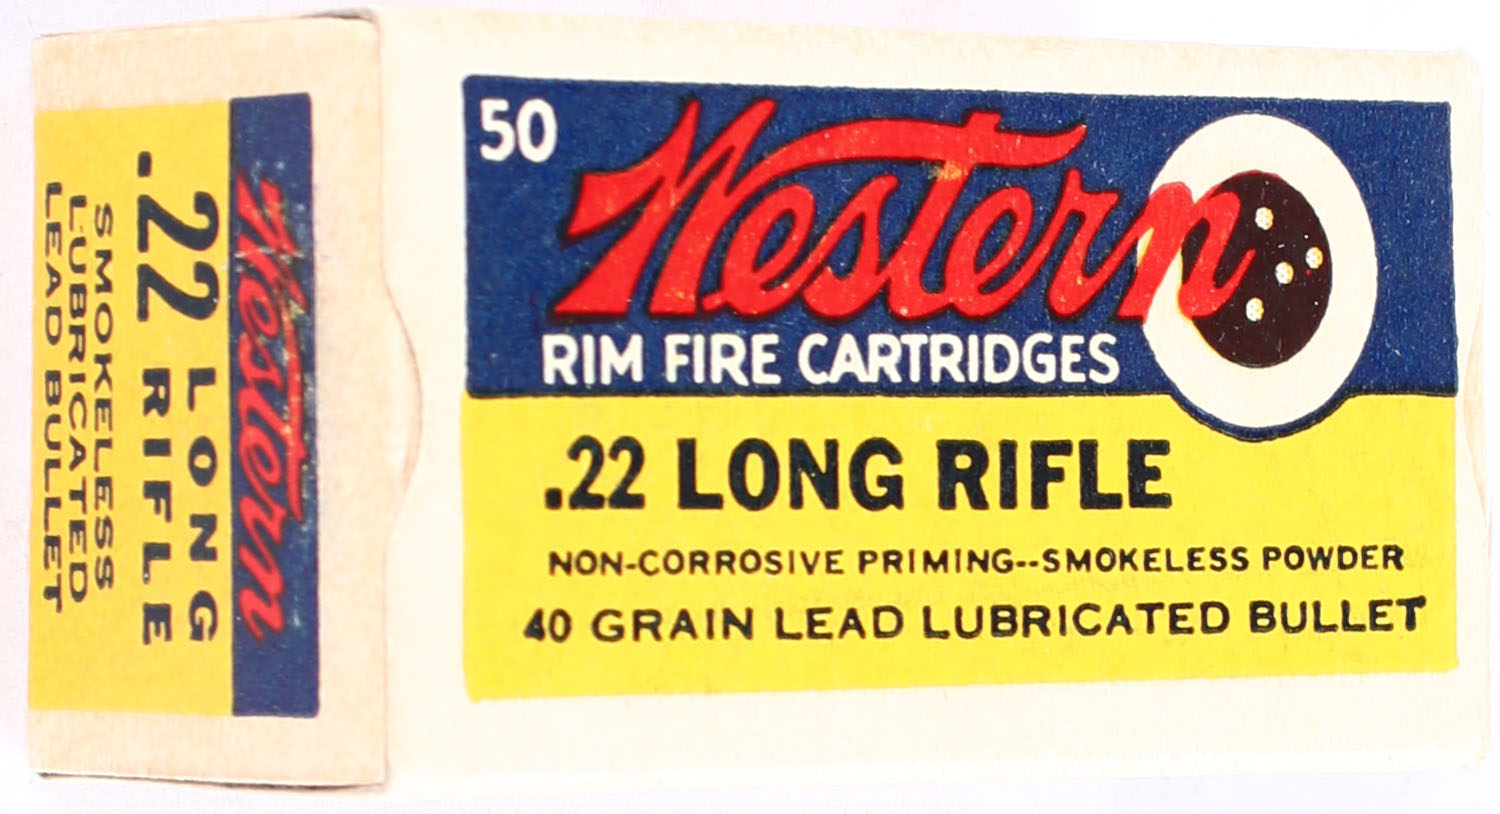 50
Western
RIM FIRE CARTRIDGES
.22 LONG RIFLE
NON-CORROSIVE PRIMING--SMOKELESS POWDER
40 GRAIN LEAD LUBRICATED BULLET
Western
.22 LONG
.22 RIFLE
SMOKELESS
LUBRICATED
LEAD BULLET